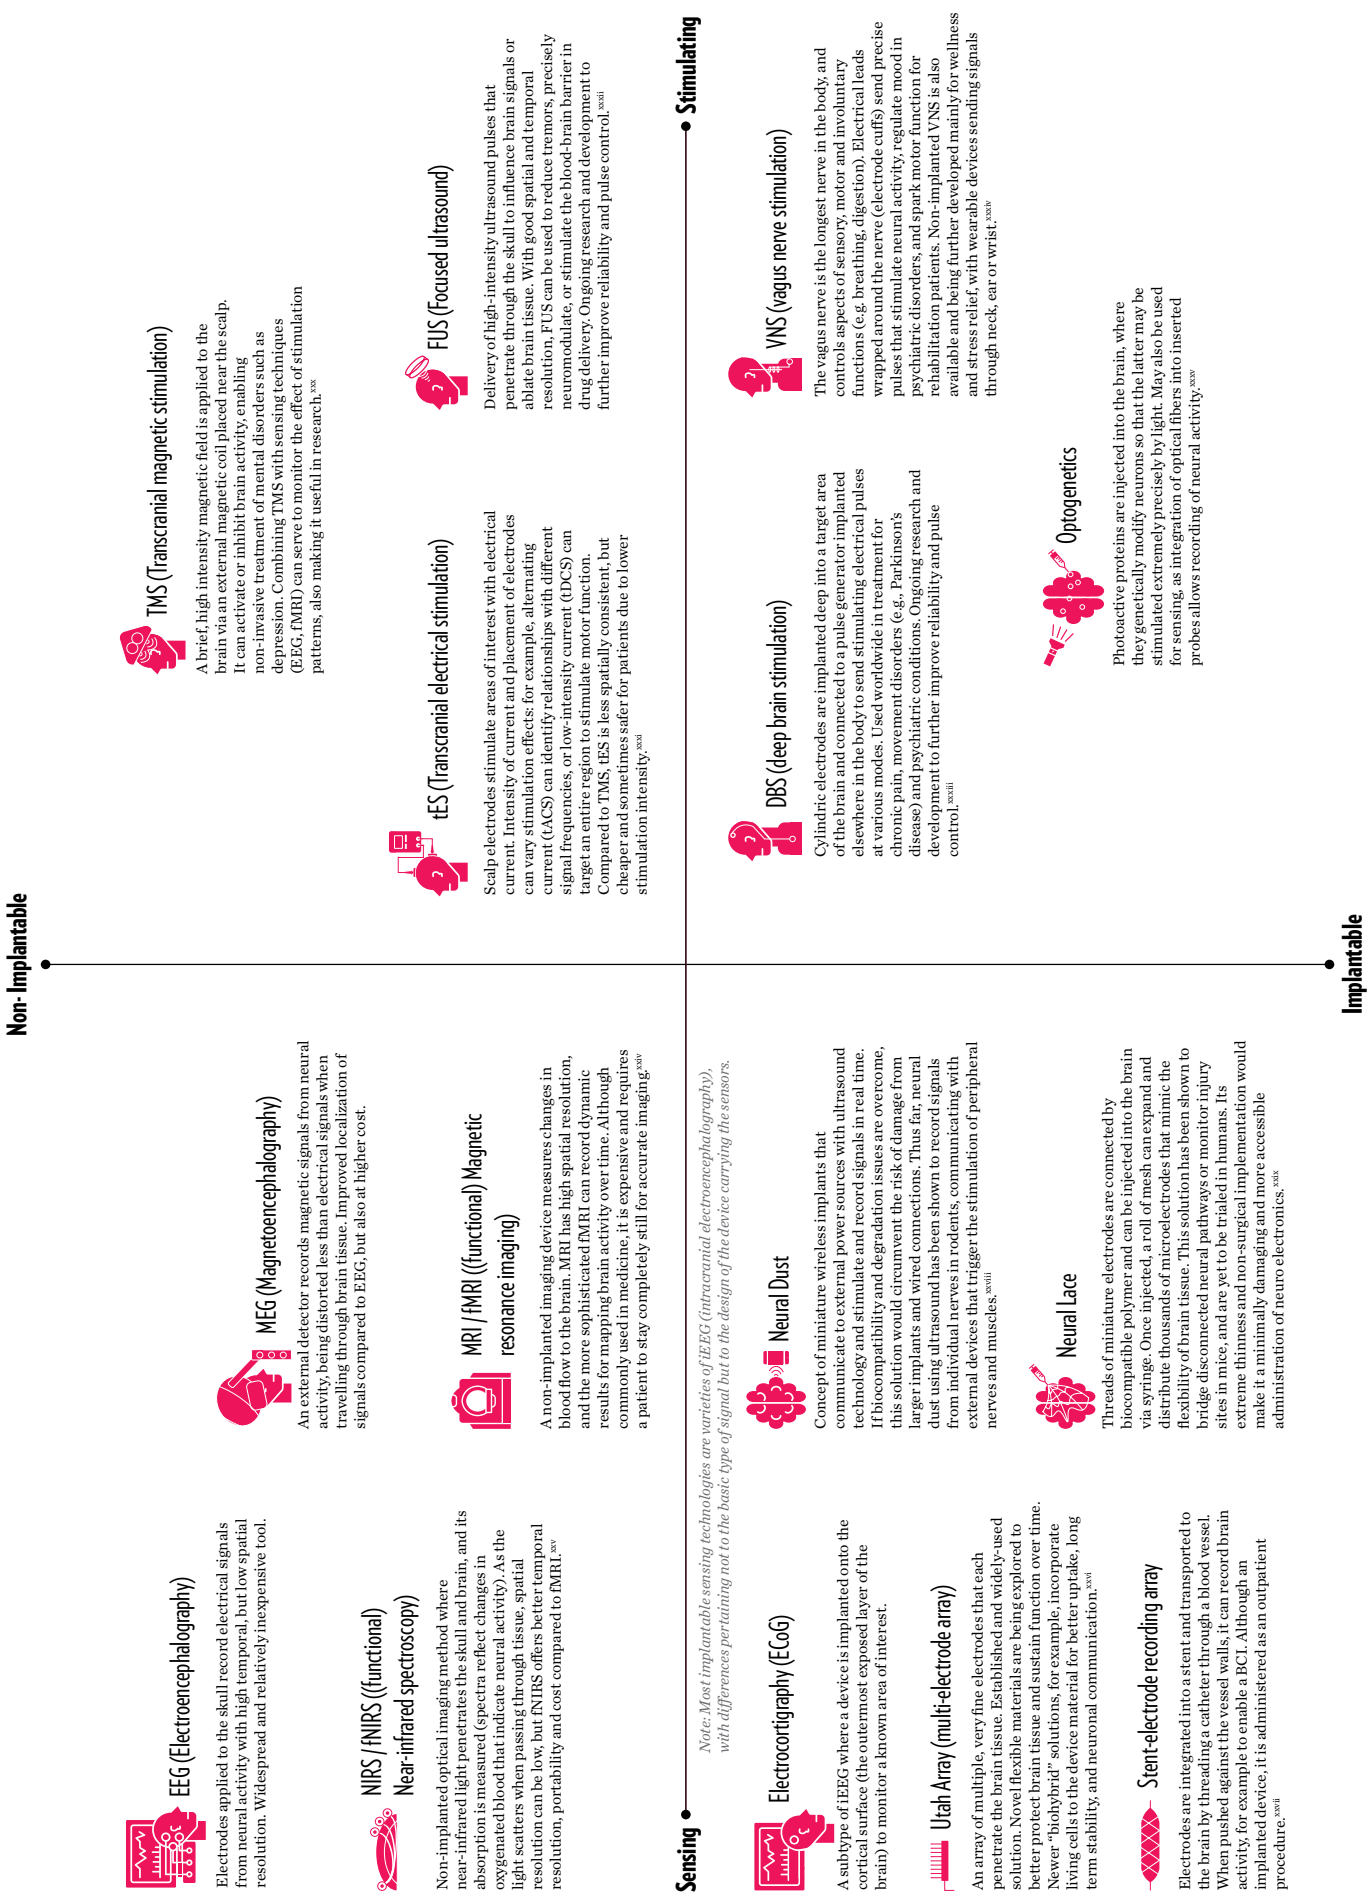 Non-Implantable
EEG (Electroencephalography)
Electrodes applied to the skull record electrical signals
from neural activity with high temporal, but low spatial
resolution. Widespread and relatively inexpensive tool.
MEG (Magnetoencephalography)
An external detector records magnetic signals from neural
activity, being distorted less than electrical signals when
travelling through brain tissue. Improved localization of
signals compared to EEG, but also at higher cost.
NIRS / fNIRS ((functional)
Near-infrared spectroscopy)
Non-implanted optical imaging method where
near-infrared light penetrates the skull and brain, and its
absorption is measured (spectra reflect changes in
oxygenated blood that indicate neural activity). As the
light scatters when passing through tissue, spatial
resolution can be low, but fNIRS offers better temporal
resolution, portability and cost compared to fMRI.xxv
MRI / fMRI ((functional) Magnetic
resonance imaging)
A non-implanted imaging device measures changes in
blood flow to the brain. MRI has high spatial resolution,
and the more sophisticated fMRI can record dynamic
results for mapping brain activity over time. Although
commonly used in medicine, it is expensive and requires
a patient to stay completely still for accurate imaging.xxiv
TMS (Transcranial magnetic stimulation)
A brief, high intensity magnetic field is applied to the
brain via an external magnetic coil placed near the scalp.
It can activate or inhibit brain activity, enabling
non-invasive treatment of mental disorders such as
depression. Combining TMS with sensing techniques
(EEG, fMRI) can serve to monitor the effect of stimulation
patterns, also making it useful in research.xxx
tES (Transcranial electrical stimulation)
Scalp electrodes stimulate areas of interest with electrical
current. Intensity of current and placement of electrodes
can vary stimulation effects: for example, alternating
current (tACS) can identify relationships with different
signal frequencies, or low-intensity current (tDCS) can
target an entire region to stimulate motor function.
Compared to TMS, tES is less spatially consistent, but
cheaper and sometimes safer for patients due to lower
stimulation intensity.xxxi
FUS (Focused ultrasound)
Delivery of high-intensity ultrasound pulses that
penetrate through the skull to influence brain signals or
ablate brain tissue. With good spatial and temporal
resolution, FUS can be used to reduce tremors, precisely
neuromodulate, or stimulate the blood-brain barrier in
drug delivery. Ongoing research and development to
further improve reliability and pulse control.xxxii
Sensing
Stimulating
Note: Most implantable sensing technologies are varieties of iEEG (intracranial electroencephalography),
with differences pertaining not to the basic type of signal but to the design of the device carrying the sensors.
Electrocortigraphy (ECoG)
A subtype of iEEG where a device is implanted onto the
cortical surface (the outermost exposed layer of the
brain) to monitor a known area of interest.
Utah Array (multi-electrode array)
An array of multiple, very fine electrodes that each
penetrate the brain tissue. Established and widely-used
solution. Novel flexible materials are being explored to
better protect brain tissue and sustain function over time.
Newer “biohybrid” solutions, for example, incorporate
living cells to the device material for better uptake, long
term stability, and neuronal communication.xxvi
Stent-electrode recording array
Electrodes are integrated into a stent and transported to
the brain by threading a catheter through a blood vessel.
When pushed against the vessel walls, it can record brain
activity, for example to enable a BCI. Although an
implanted device, it is administered as an outpatient
procedure.xxvii
Neural Dust
Concept of miniature wireless implants that
communicate to external power sources with ultrasound
technology and stimulate and record signals in real time.
If biocompatibility and degradation issues are overcome,
this solution would circumvent the risk of damage from
larger implants and wired connections. Thus far, neural
dust using ultrasound has been shown to record signals
from individual nerves in rodents, communicating with
external devices that trigger the stimulation of peripheral
nerves and muscles.xxviii
Neural Lace
Threads of miniature electrodes are connected by
biocompatible polymer and can be injected into the brain
via syringe. Once injected, a roll of mesh can expand and
distribute thousands of microelectrodes that mimic the
flexibility of brain tissue. This solution has been shown to
bridge disconnected neural pathways or monitor injury
sites in mice, and are yet to be trialed in humans. Its
extreme thinness and non-surgical implementation would
make it a minimally damaging and more accessible
administration of neuro electronics.xxix
DBS (deep brain stimulation)
Cylindric electrodes are implanted deep into a target area
of the brain and connected to a pulse generator implanted
elsewhere in the body to send stimulating electrical pulses
at various modes. Used worldwide in treatment for
chronic pain, movement disorders (e.g., Parkinson’s
disease) and psychiatric conditions. Ongoing research and
development to further improve reliability and pulse
control.xxxiii
VNS (vagus nerve stimulation)
The vagus nerve is the longest nerve in the body, and
controls aspects of sensory, motor and involuntary
functions (e.g. breathing, digestion). Electrical leads
wrapped around the nerve (electrode cuffs) send precise
pulses that stimulate neural activity, regulate mood in
psychiatric disorders, and spark motor function for
rehabilitation patients. Non-implanted VNS is also
available and being further developed mainly for wellness
and stress relief, with wearable devices sending signals
through neck, ear or wrist.xxxiv
Optogenetics
Photoactive proteins are injected into the brain, where
they genetically modify neurons so that the latter may be
stimulated extremely precisely by light. May also be used
for sensing, as integration of optical fibers into inserted
probes allows recording of neural activity.xxxv
Implantable